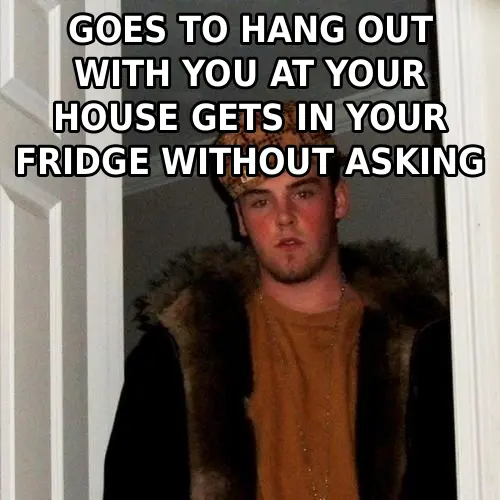 GOES TO HANG OUT
WITH YOU AT YOUR
HOUSE GETS IN YOUR
FRIDGE WITHOUT ASKING